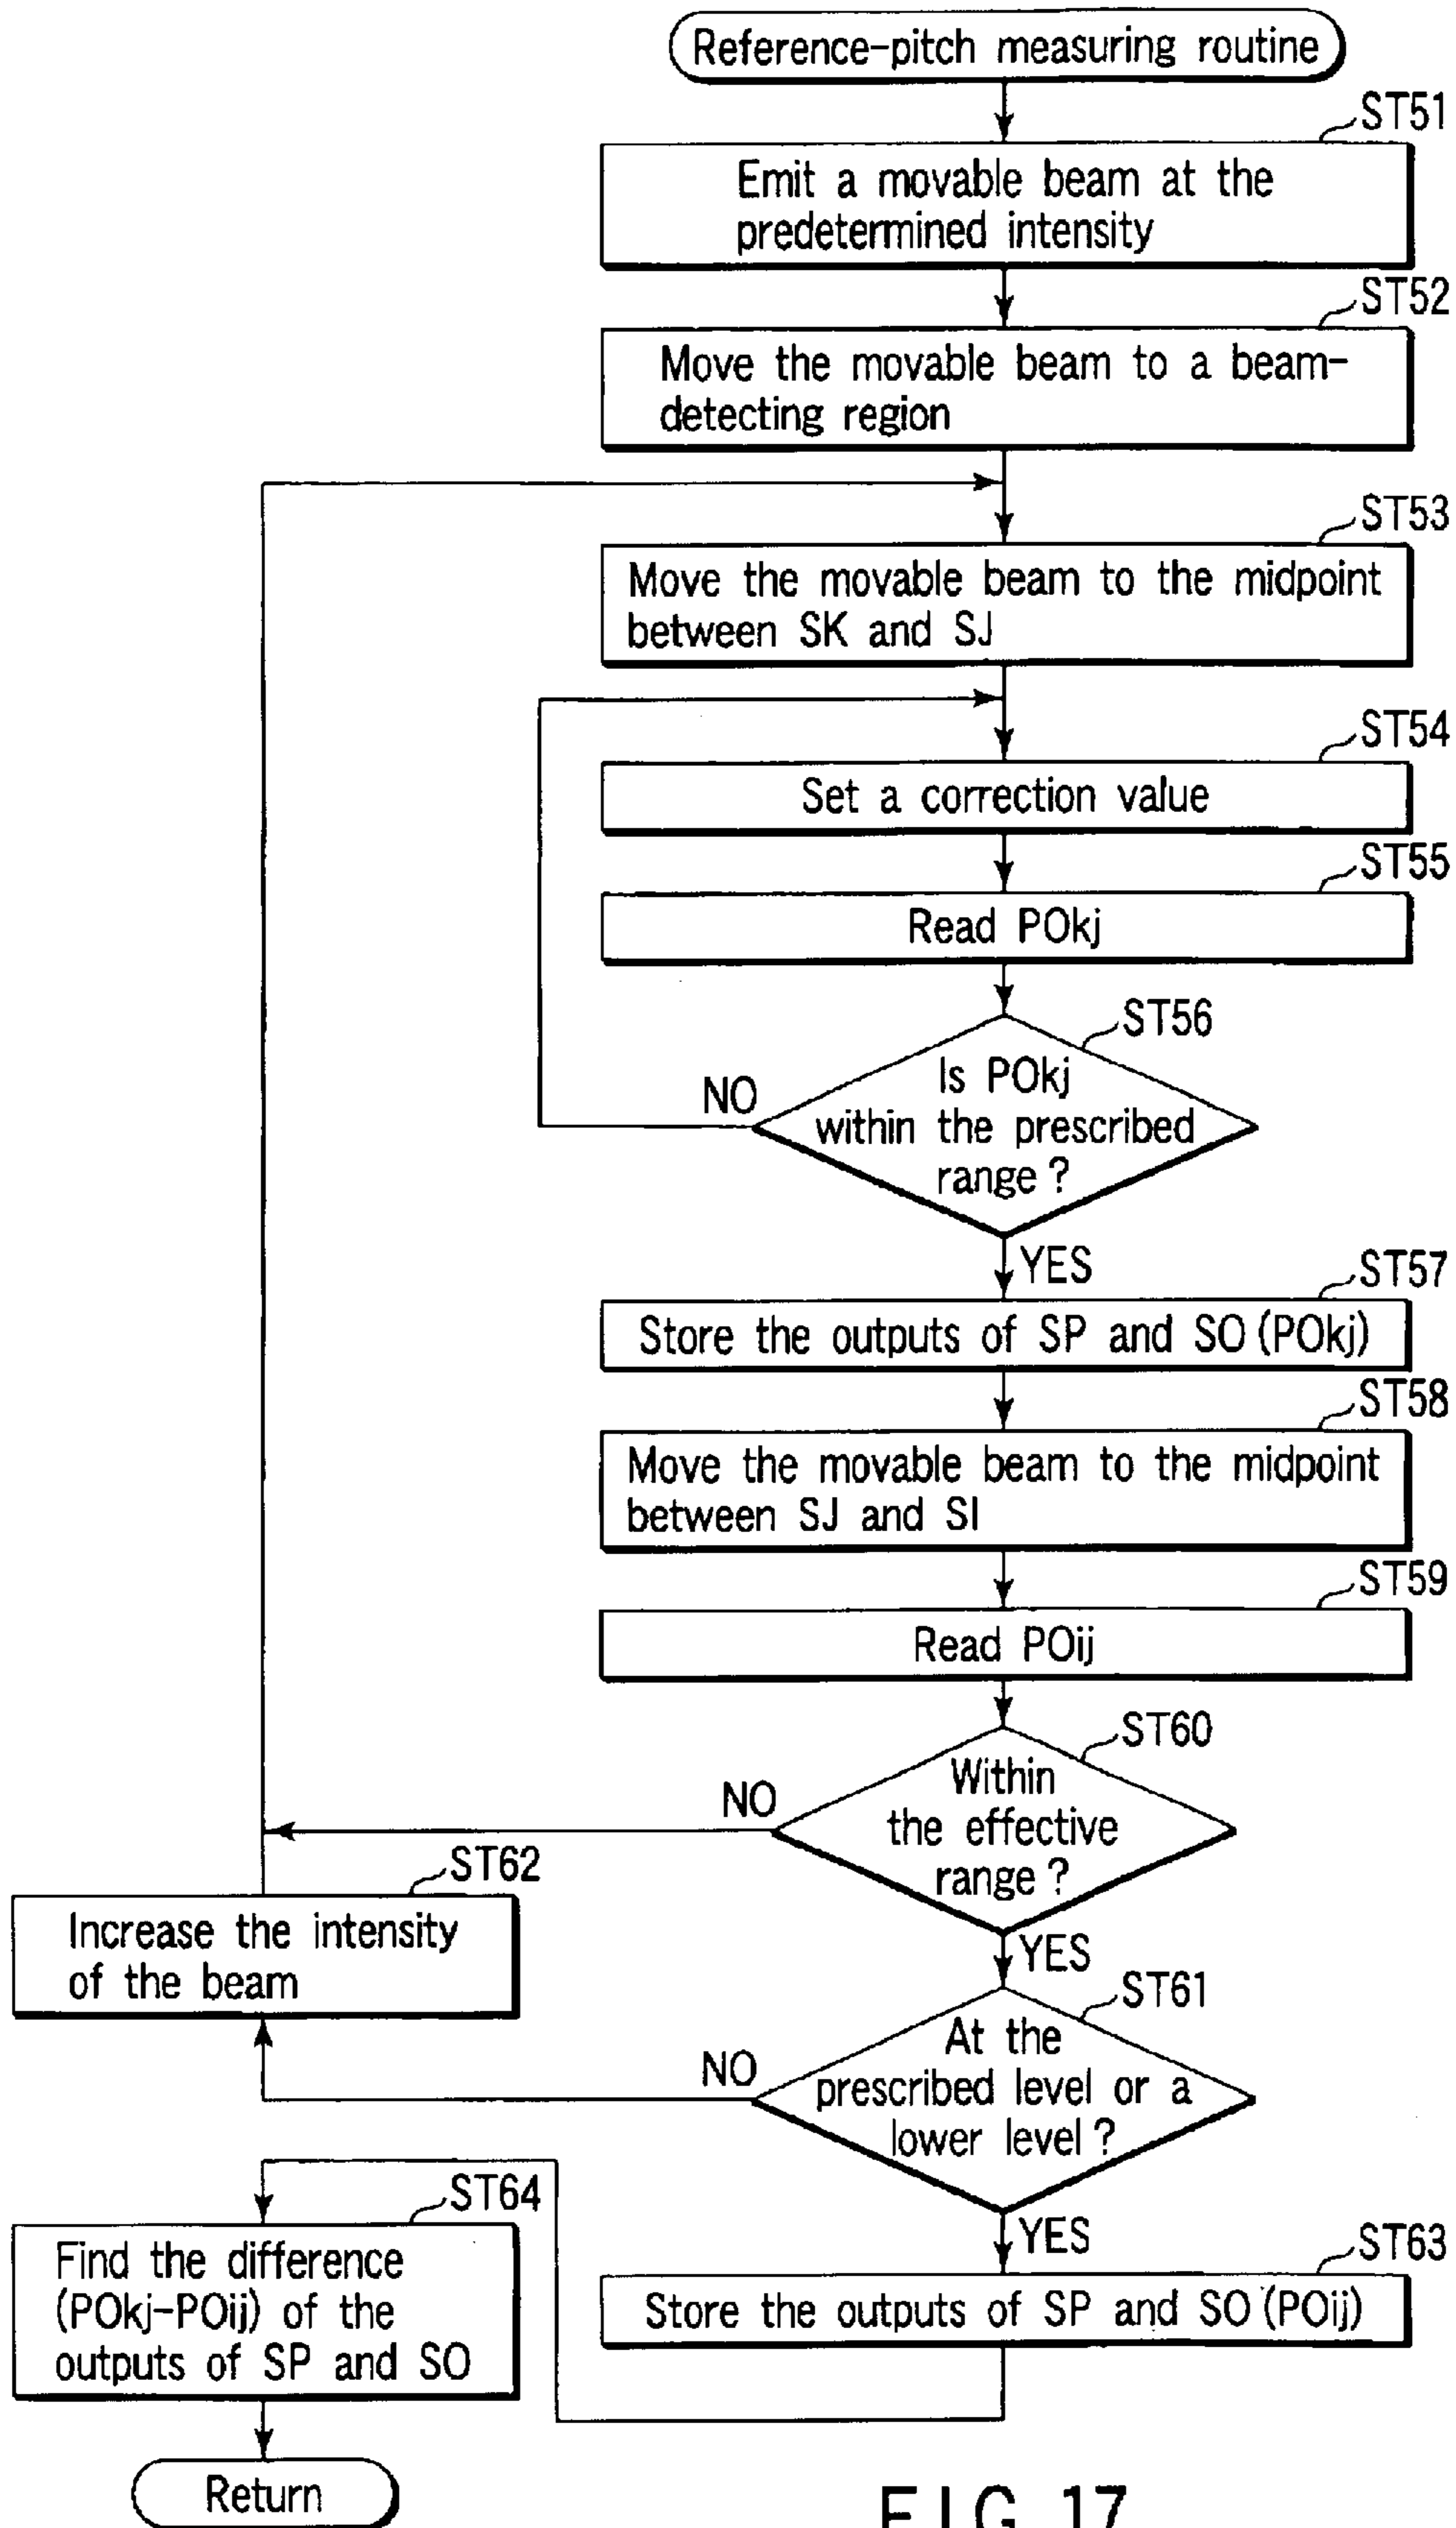 Reference-pitch measuring routine
ST51
Emit a movable beam at the
predetermined intensity
ST52
Move the movable beam to a beam-
detecting region
ST53
Move the movable beam to the midpoint
between SK and SJ
ST54
Set a correction value
ST55
Read POkj
ST56
Is POkj
within the prescribed
range?
NO
YES
ST57
Store the outputs of SP and SO (POkj)
ST58
Move the movable beam to the midpoint
between SJ and SI
ST59
Read POij
ST60
Within
the effective
range?
NO
YES
ST62
Increase the intensity
of the beam
ST61
At the
prescribed level or a
lower level?
NO
YES
ST63
Store the outputs of SP and SO (POij)
ST64
Find the difference
(POkj-POij) of the
outputs of SP and SO
Return
FIG. 17